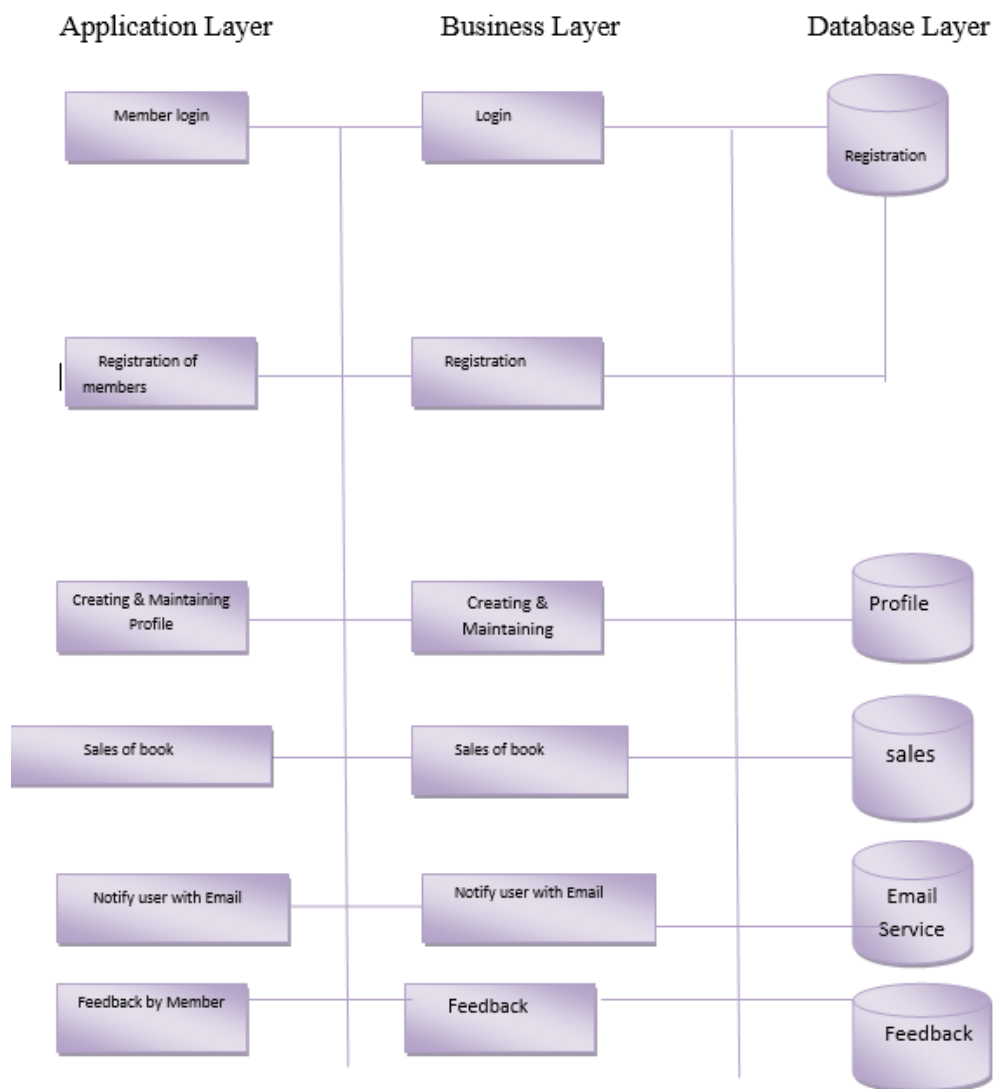 Application Layer
Business Layer
Database Layer
Member login
Login
Registration
Registration of
members
Registration
Creating & Maintaining
Profile
Creating &
Maintaining
Profile
Sales of book
Sales of book
sales
Notify user with Email
Notify user with Email
Email
Service
Feedback by Member
Feedback
Feedback